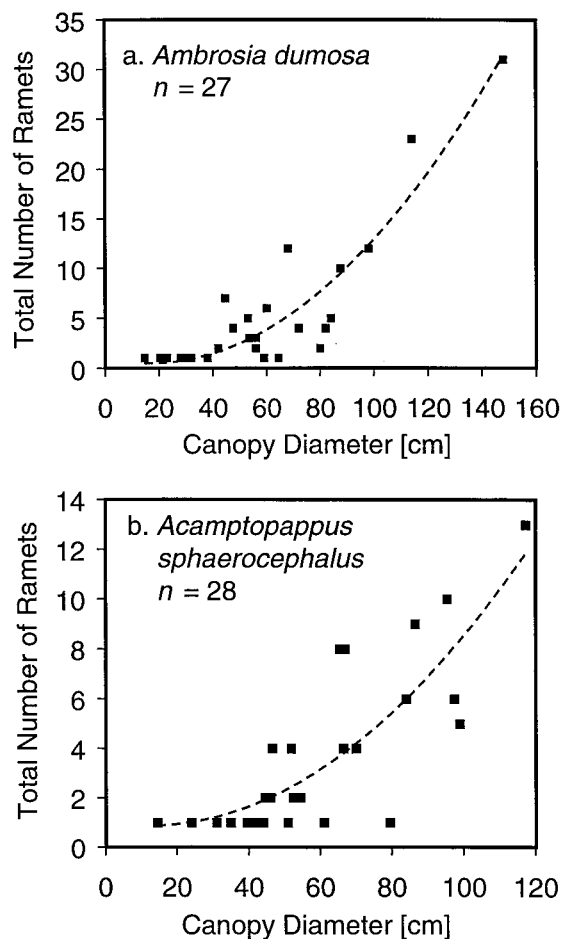 a. Ambrosia dumosa
n = 27
Total Number of Ramets
35
30
25
20
15
10
5
0
0 20 40 60 80 100 120 140 160
Canopy Diameter [cm]
b. Acamptopappus
sphaerocephalus
n = 28
Total Number of Ramets
14
12
10
8
6
4
2
0
0 20 40 60 80 100 120
Canopy Diameter [cm]